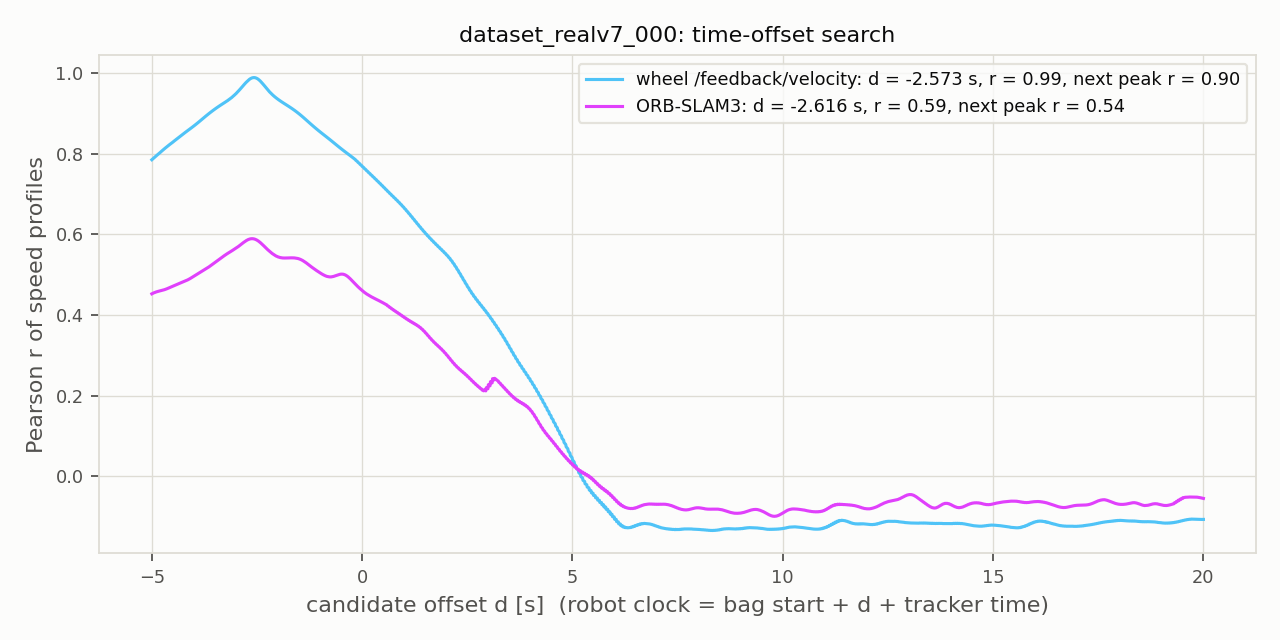 dataset_realv7_000: time-offset search
wheel /feedback/velocity: d = -2.573 s, r = 0.99, next peak r = 0.90
ORB-SLAM3: d = -2.616 s, r = 0.59, next peak r = 0.54
Pearson r of speed profiles
1.0
0.8
0.6
0.4
0.2
0.0
−5
0
5
10
15
20
candidate offset d [s]  (robot clock = bag start + d + tracker time)